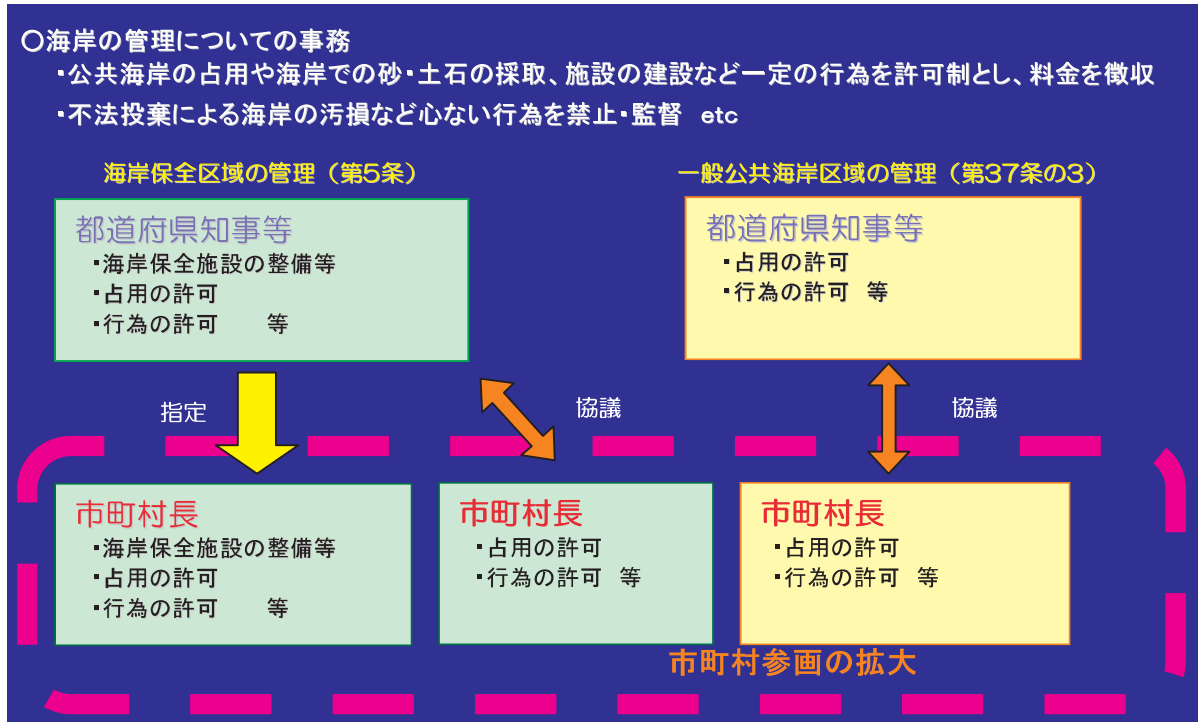 〇海岸の管理についての事務
・公共海岸の占用や海岸での砂・土石の採取、施設の建設など一定の行為を許可制とし、料金を徴収
・不法投棄による海岸の汚損など心ない行為を禁止・監督　etc
海岸保全区域の管理（第5条）
都道府県知事等
・海岸保全施設の整備等
・占用の許可
・行為の許可　　等
一般公共海岸区域の管理（第37条の3）
都道府県知事等
・占用の許可
・行為の許可　等
指定
協議
協議
市町村長
・海岸保全施設の整備等
・占用の許可
・行為の許可　　等
市町村長
・占用の許可
・行為の許可　等
市町村長
・占用の許可
・行為の許可　等
市町村参画の拡大